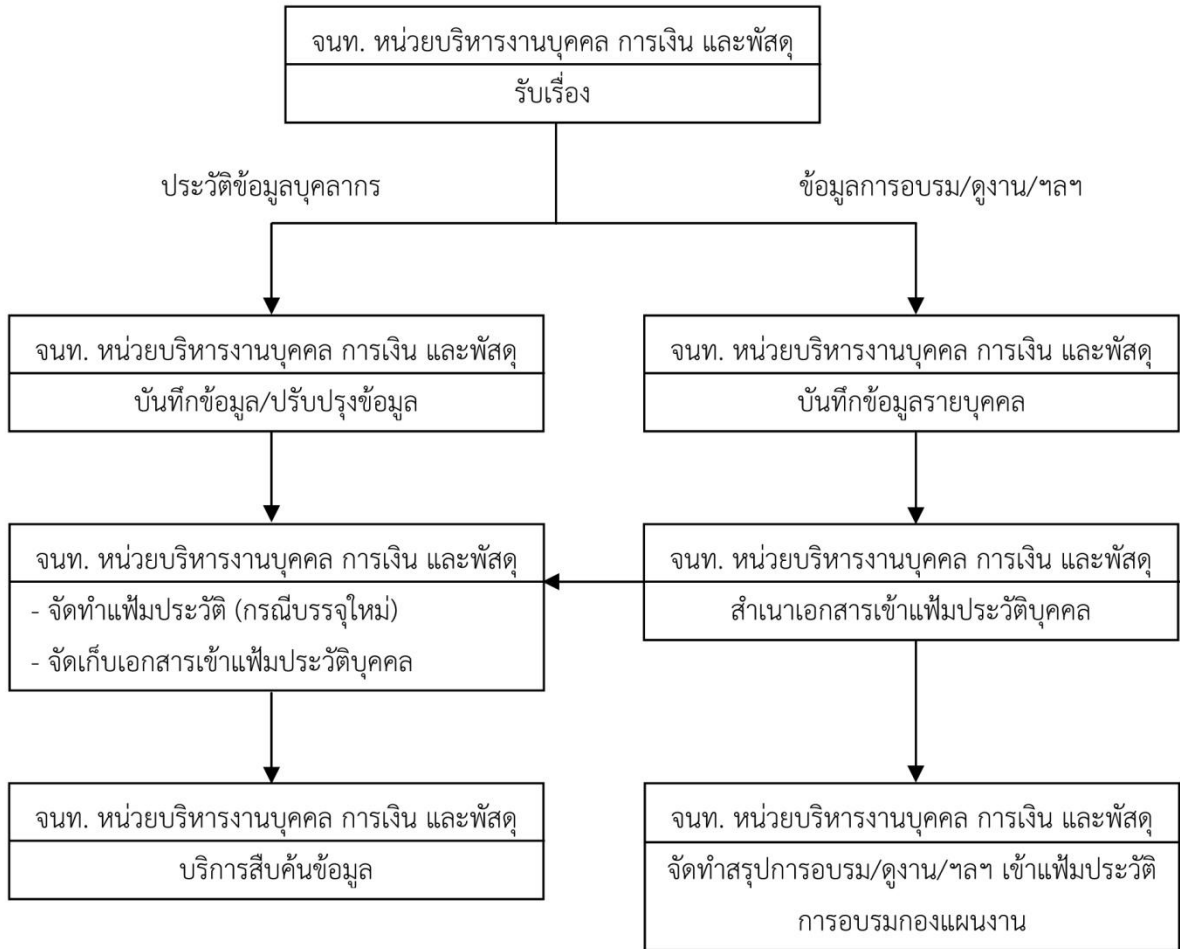 จนท. หน่วยบริหารงานบุคคล การเงิน และพัสดุ
รับเรื่อง
ประวัติข้อมูลบุคลากร
ข้อมูลการอบรม/ดูงาน/ฯลฯ
จนท. หน่วยบริหารงานบุคคล การเงิน และพัสดุ
บันทึกข้อมูล/ปรับปรุงข้อมูล
จนท. หน่วยบริหารงานบุคคล การเงิน และพัสดุ
บันทึกข้อมูลรายบุคคล
จนท. หน่วยบริหารงานบุคคล การเงิน และพัสดุ
- จัดทำแฟ้มประวัติ (กรณีบรรจุใหม่)
- จัดเก็บเอกสารเข้าแฟ้มประวัติบุคคล
จนท. หน่วยบริหารงานบุคคล การเงิน และพัสดุ
สำเนาเอกสารเข้าแฟ้มประวัติบุคคล
จนท. หน่วยบริหารงานบุคคล การเงิน และพัสดุ
บริการสืบค้นข้อมูล
จนท. หน่วยบริหารงานบุคคล การเงิน และพัสดุ
จัดทำสรุปการอบรม/ดูงาน/ฯลฯ เข้าแฟ้มประวัติ
การอบรมกองแผนงาน